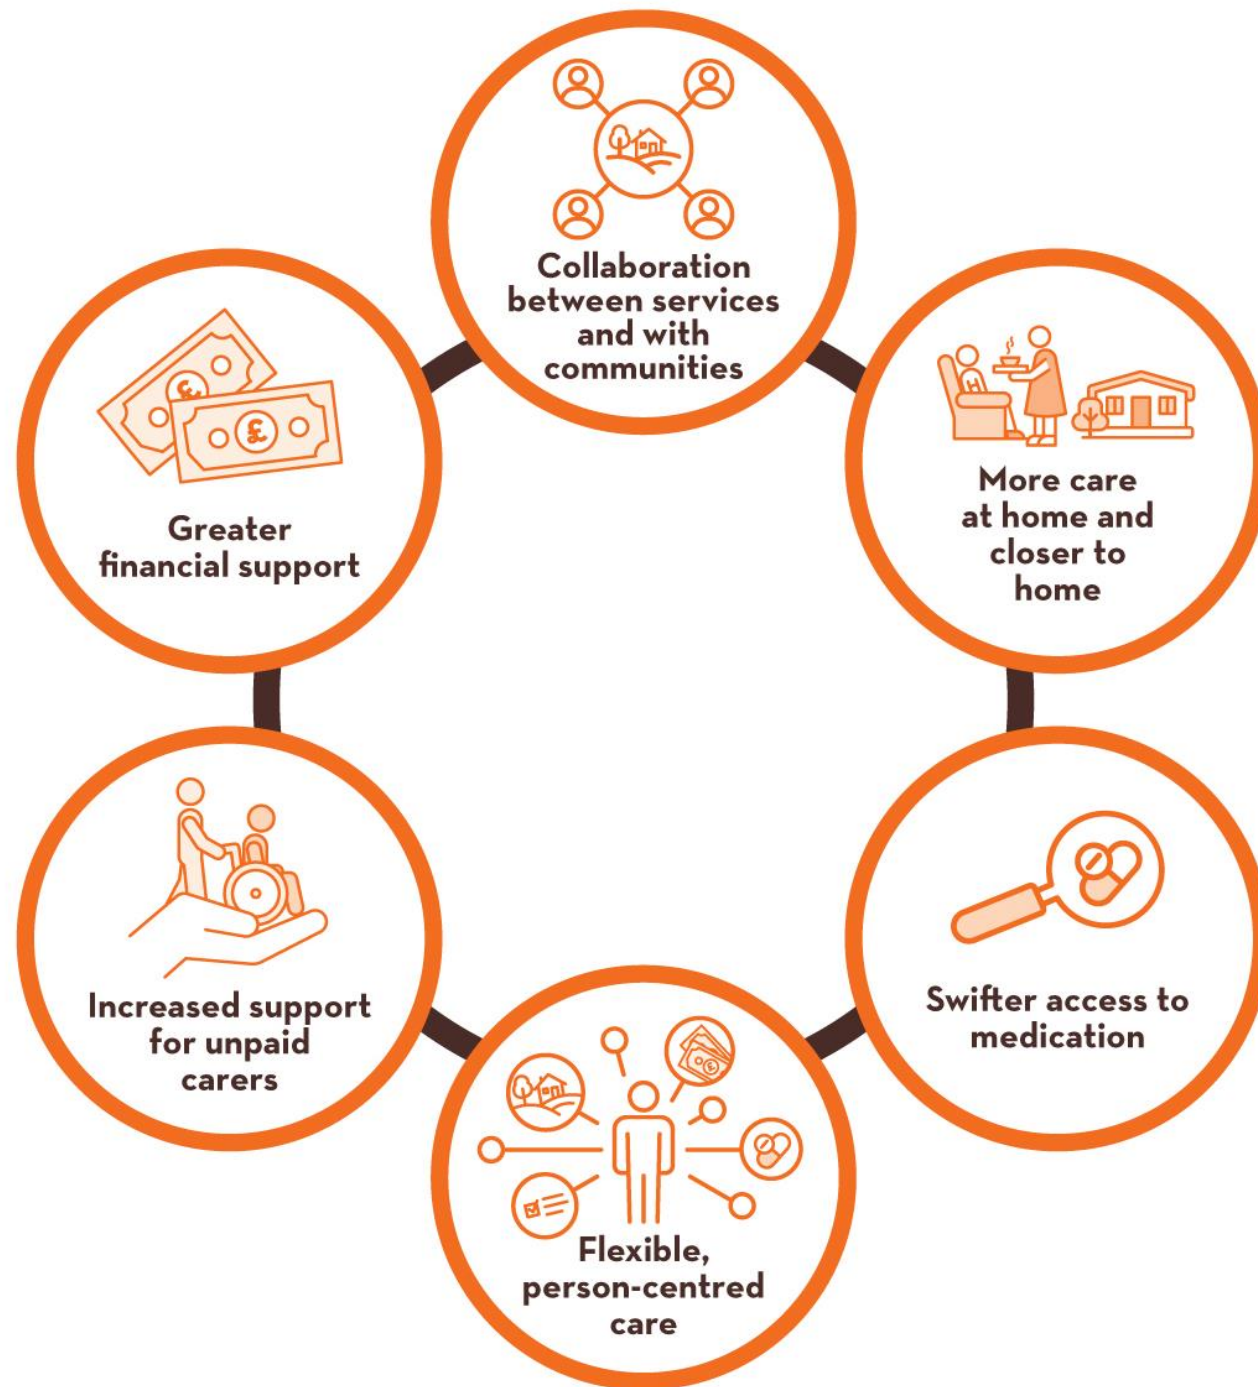 Collaboration
between services
and with
communities
More care
at home and
closer to
home
Swifter access to
medication
Flexible,
person-centred
care
Increased support
for unpaid
carers
Greater
financial support
£
£
£